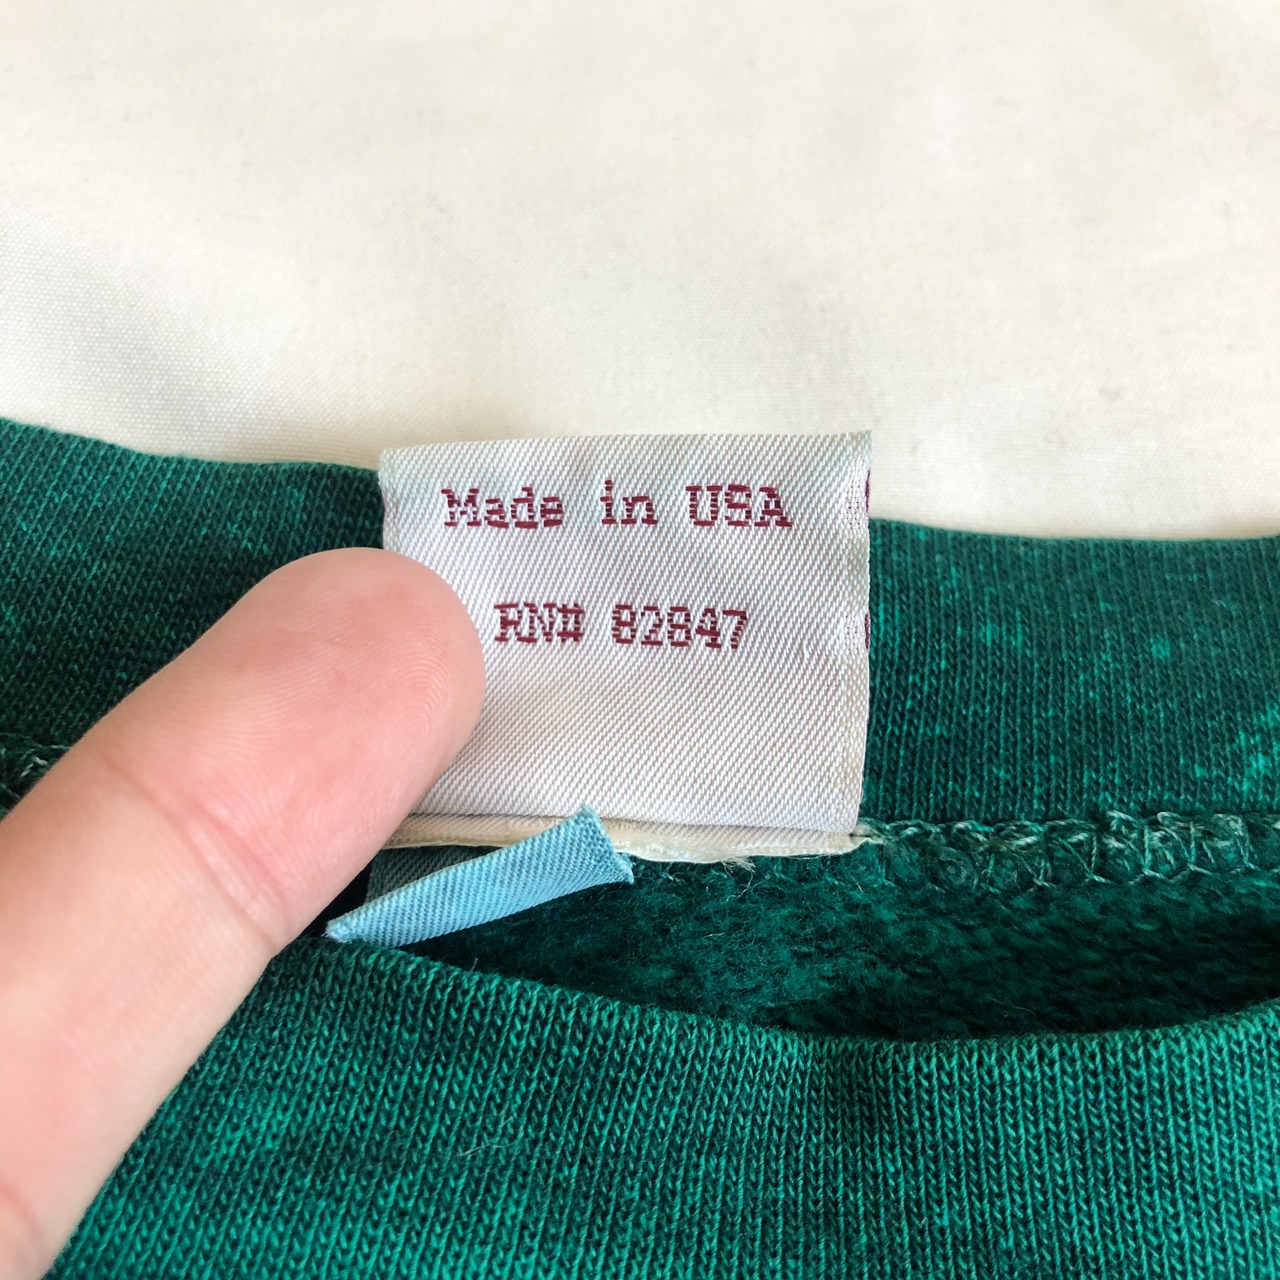 Made in USA
RN# 82847